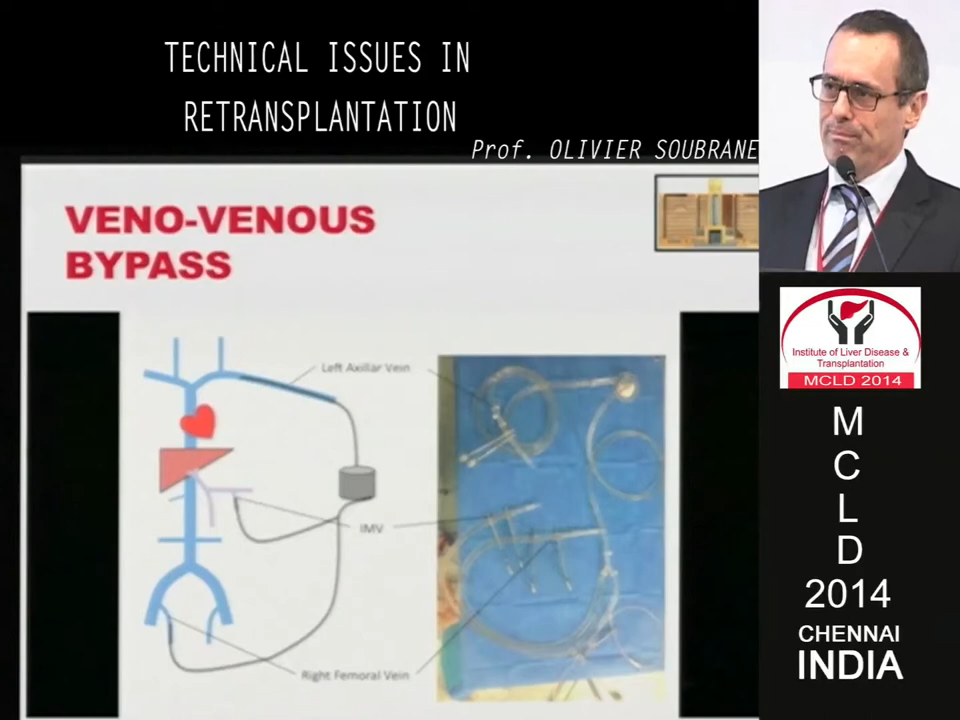 TECHNICAL ISSUES IN
RETRANSPLANTATION
Prof. OLIVIER SOUBRANE
VENO-VENOUS
BYPASS
Left Axillar Vein
IMV
Right Femoral Vein
Institute of Liver Disease &
Transplantation
MCLD 2014
M
C
L
D
2014
CHENNAI
INDIA